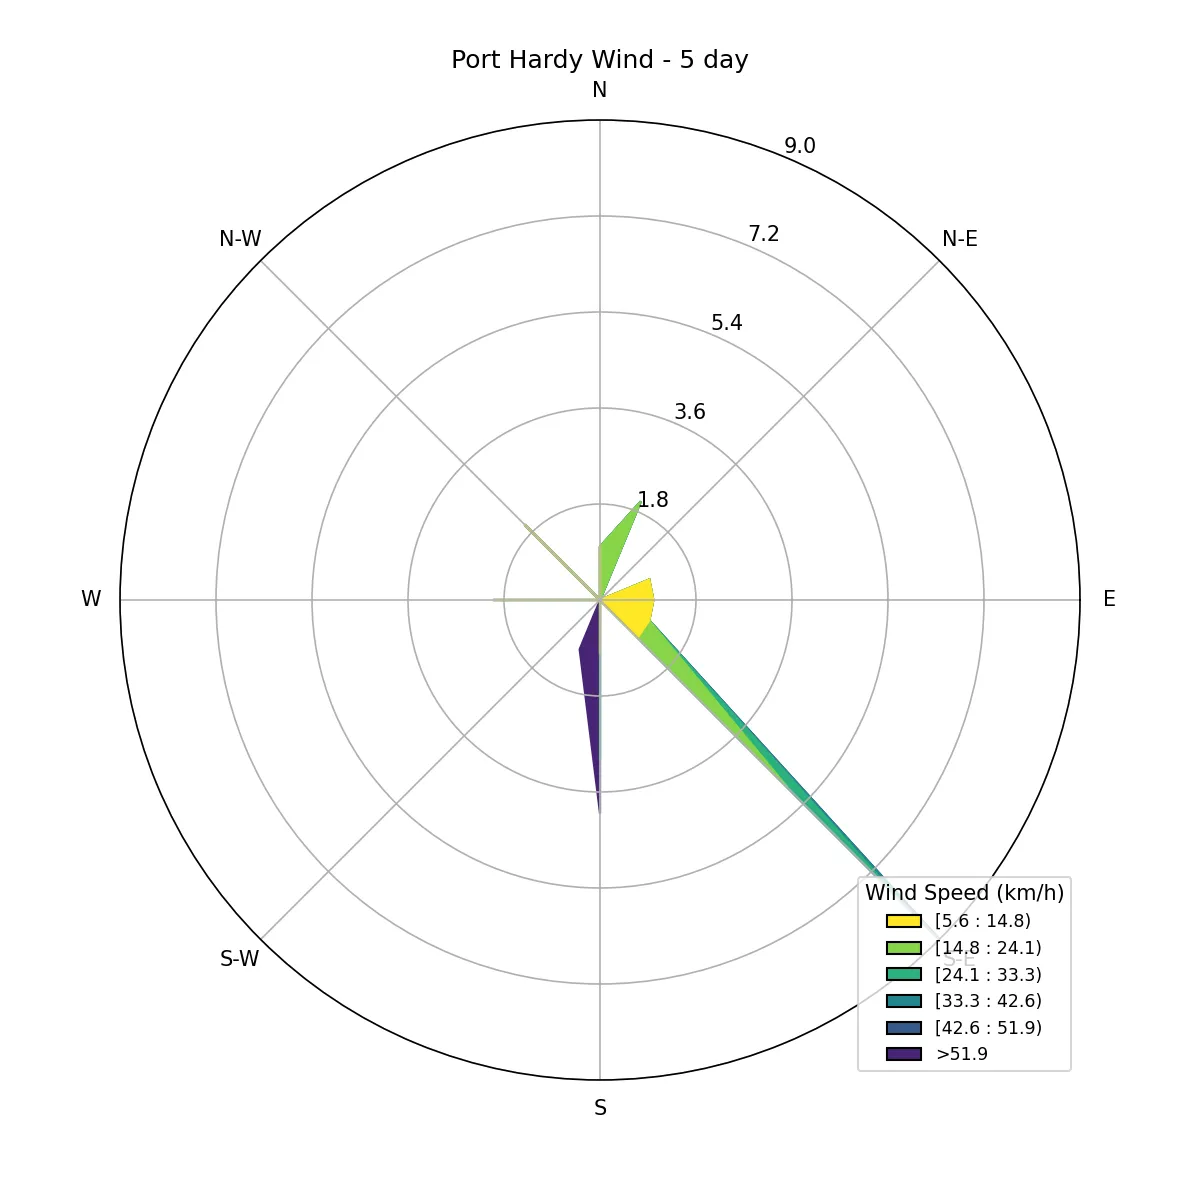 Port Hardy Wind - 5 day
N
9.0
7.2
N-W
N-E
5.4
3.6
1.8
W
E
Wind Speed (km/h)
[5.6 : 14.8)
[14.8 : 24.1)
S-W
S-E
[24.1 : 33.3)
[33.3 : 42.6)
[42.6 : 51.9)
>51.9
S